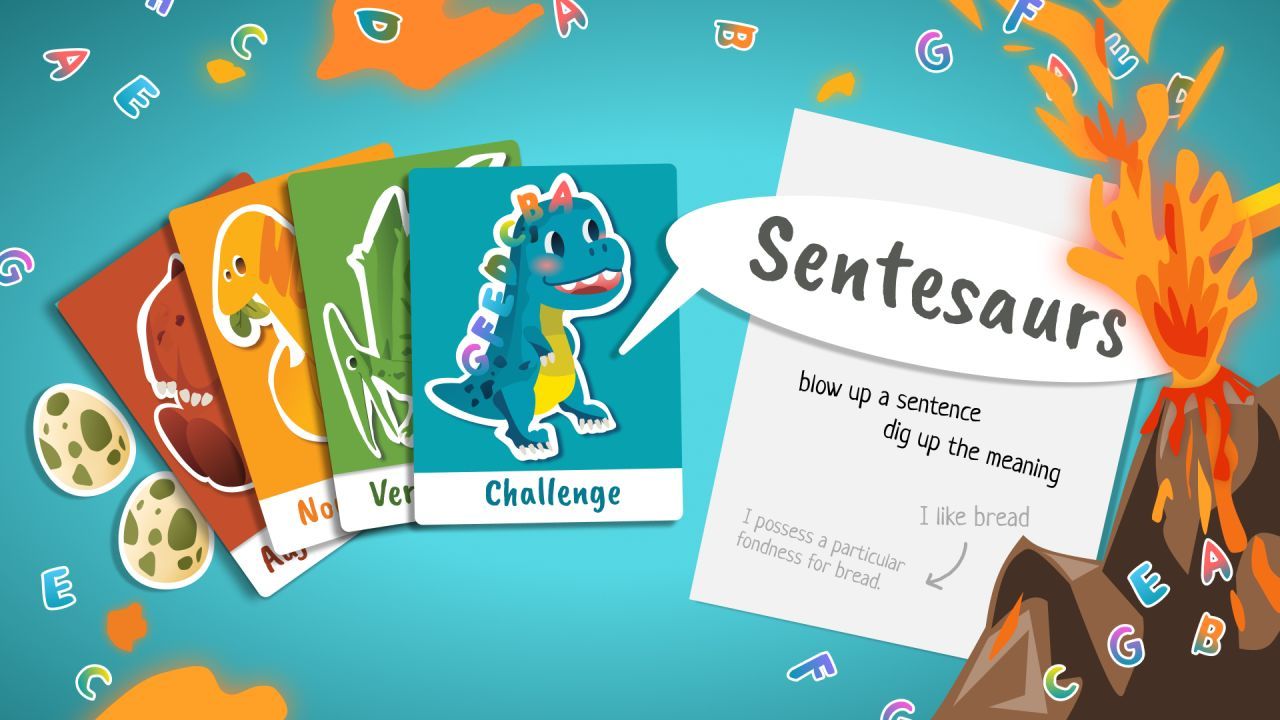 Sentesaurs
blow up a sentence
dig up the meaning
I like bread
I possess a particular
fondness for bread.
Challenge
A
B
C
D
E
F
G